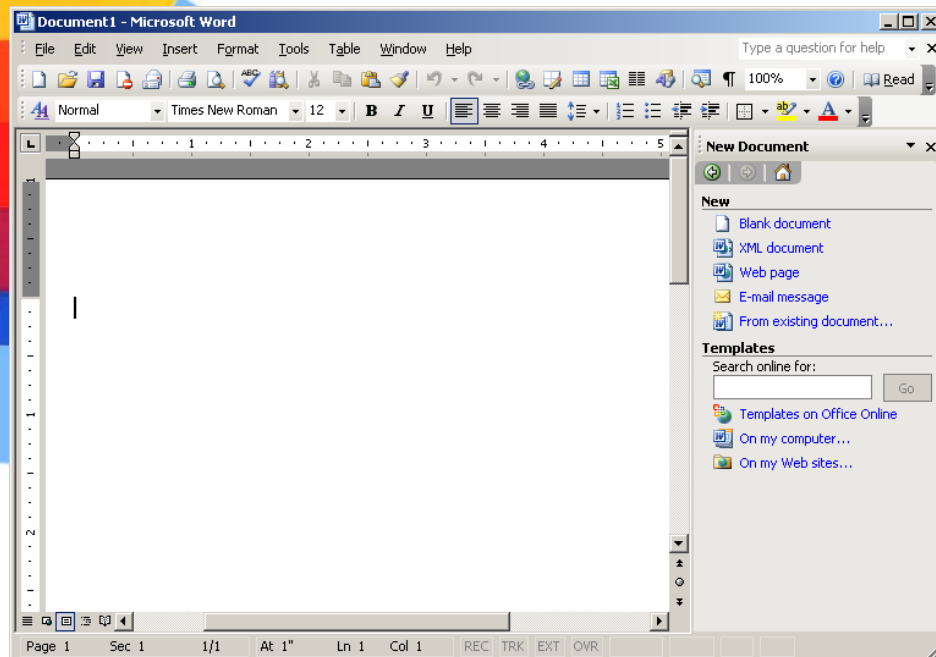 Document1 - Microsoft Word
File Edit View Insert Format Tools Table Window Help Type a question for help
100% Read
Normal Times New Roman 12 B I U A
L 1 2 3 4 5
New Document
New
Blank document
XML document
Web page
E-mail message
From existing document...
Templates
Search online for:
Go
Templates on Office Online
On my computer...
On my Web sites...
1
1
2
Page 1 Sec 1 1/1 At 1" Ln 1 Col 1 REC TRK EXT OVR